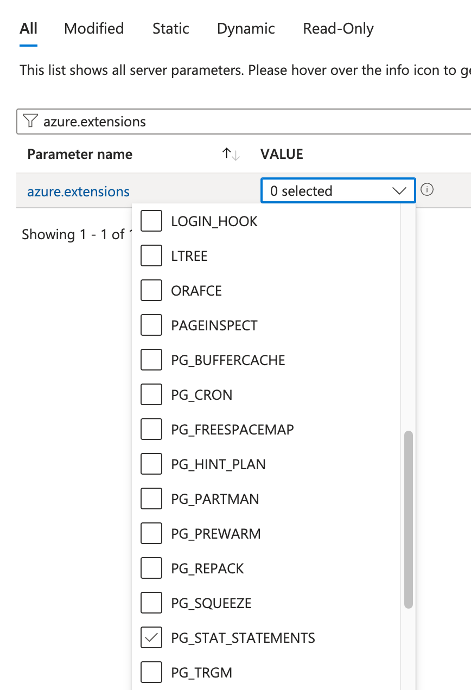 All Modified Static Dynamic Read-Only
This list shows all server parameters. Please hover over the info icon to ge
azure.extensions
Parameter name VALUE
azure.extensions 0 selected
LOGIN_HOOK
Showing 1 - 1 of 1
LTREE
ORAFCE
PAGEINSPECT
PG_BUFFERCACHE
PG_CRON
PG_FREESPACEMAP
PG_HINT_PLAN
PG_PARTMAN
PG_PREWARM
PG_REPACK
PG_SQUEEZE
PG_STAT_STATEMENTS
PG_TRGM